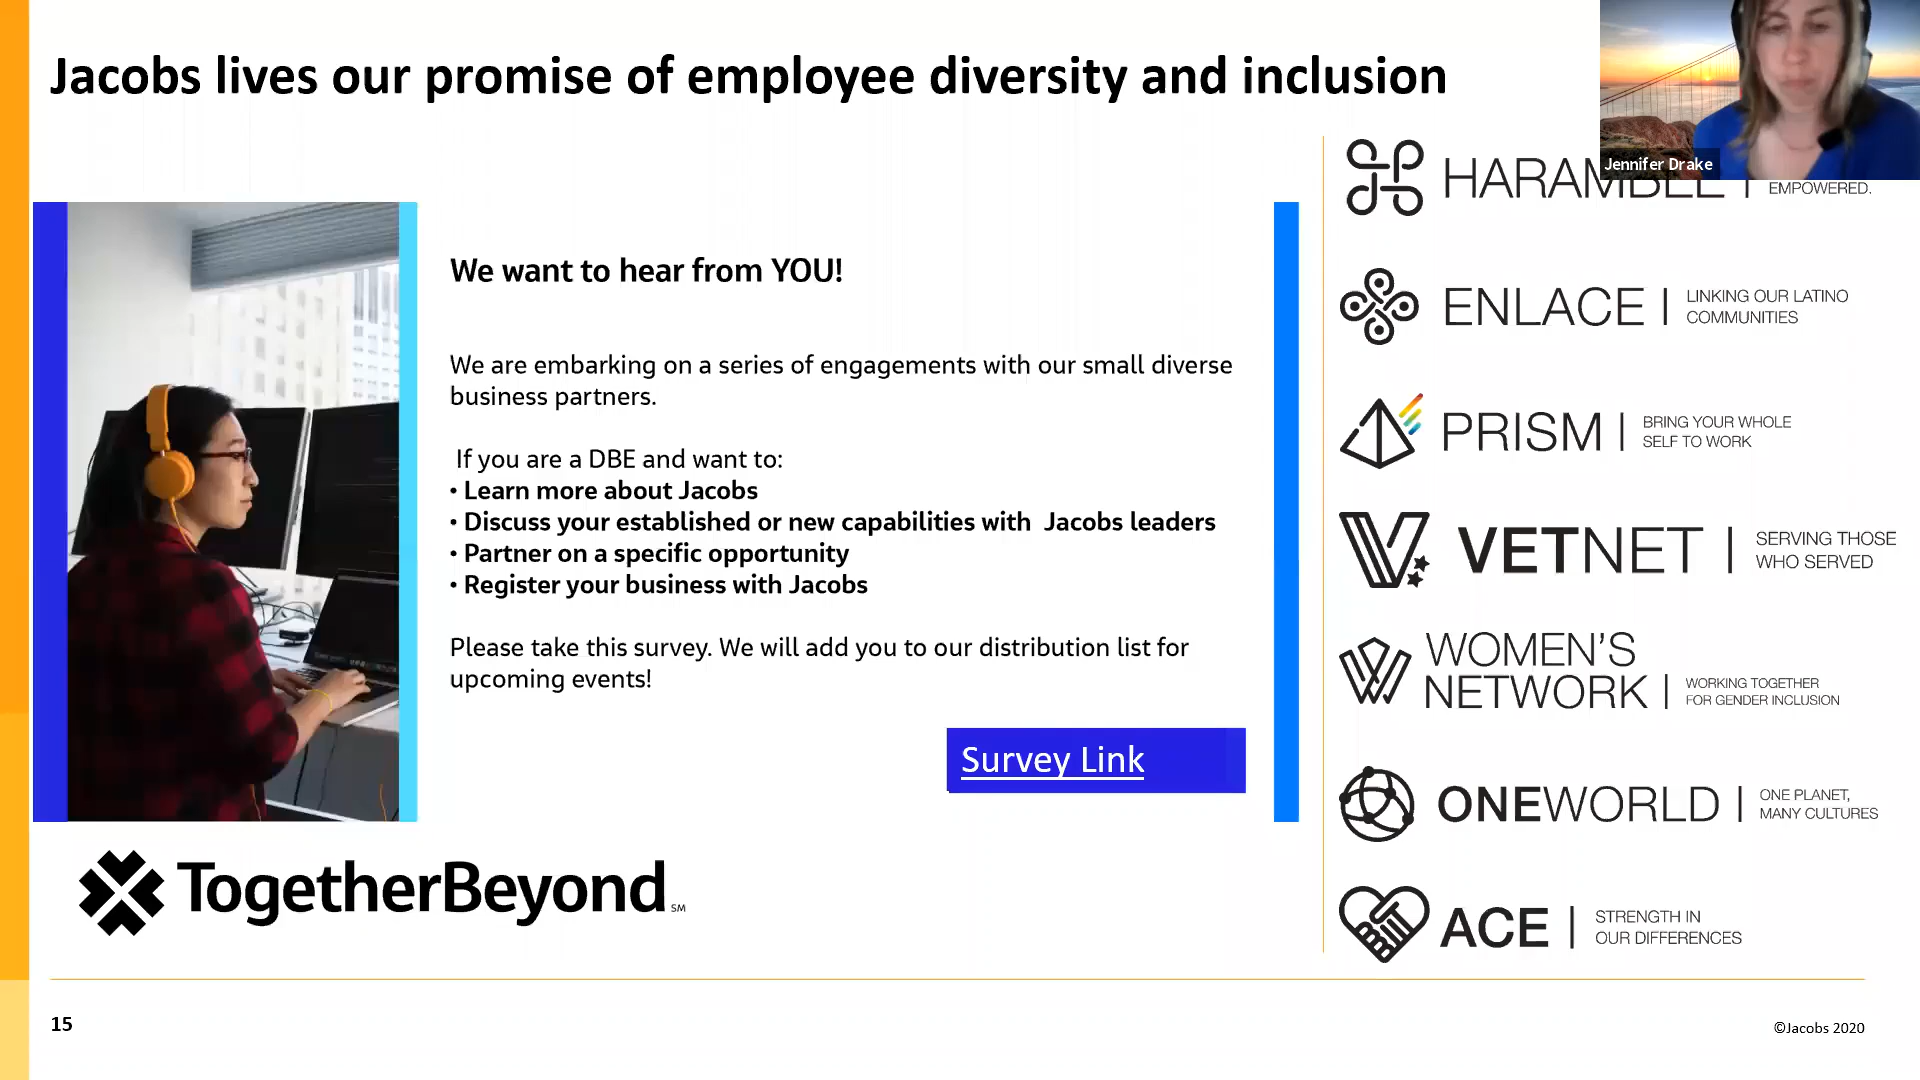 Jacobs lives our promise of employee diversity and inclusion
Jennifer Drake
We want to hear from YOU!
We are embarking on a series of engagements with our small diverse
business partners.
If you are a DBE and want to:
• Learn more about Jacobs
• Discuss your established or new capabilities with  Jacobs leaders
• Partner on a specific opportunity
• Register your business with Jacobs
Please take this survey. We will add you to our distribution list for
upcoming events!
Survey Link
TogetherBeyond SM
HARAMBEE |
EMPOWERED.
ENLACE | LINKING OUR LATINO
COMMUNITIES
PRISM | BRING YOUR WHOLE
SELF TO WORK
VETNET | SERVING THOSE
WHO SERVED
WOMEN'S
NETWORK | WORKING TOGETHER
FOR GENDER INCLUSION
ONEWORLD | ONE PLANET,
MANY CULTURES
ACE | STRENGTH IN
OUR DIFFERENCES
15
©Jacobs 2020